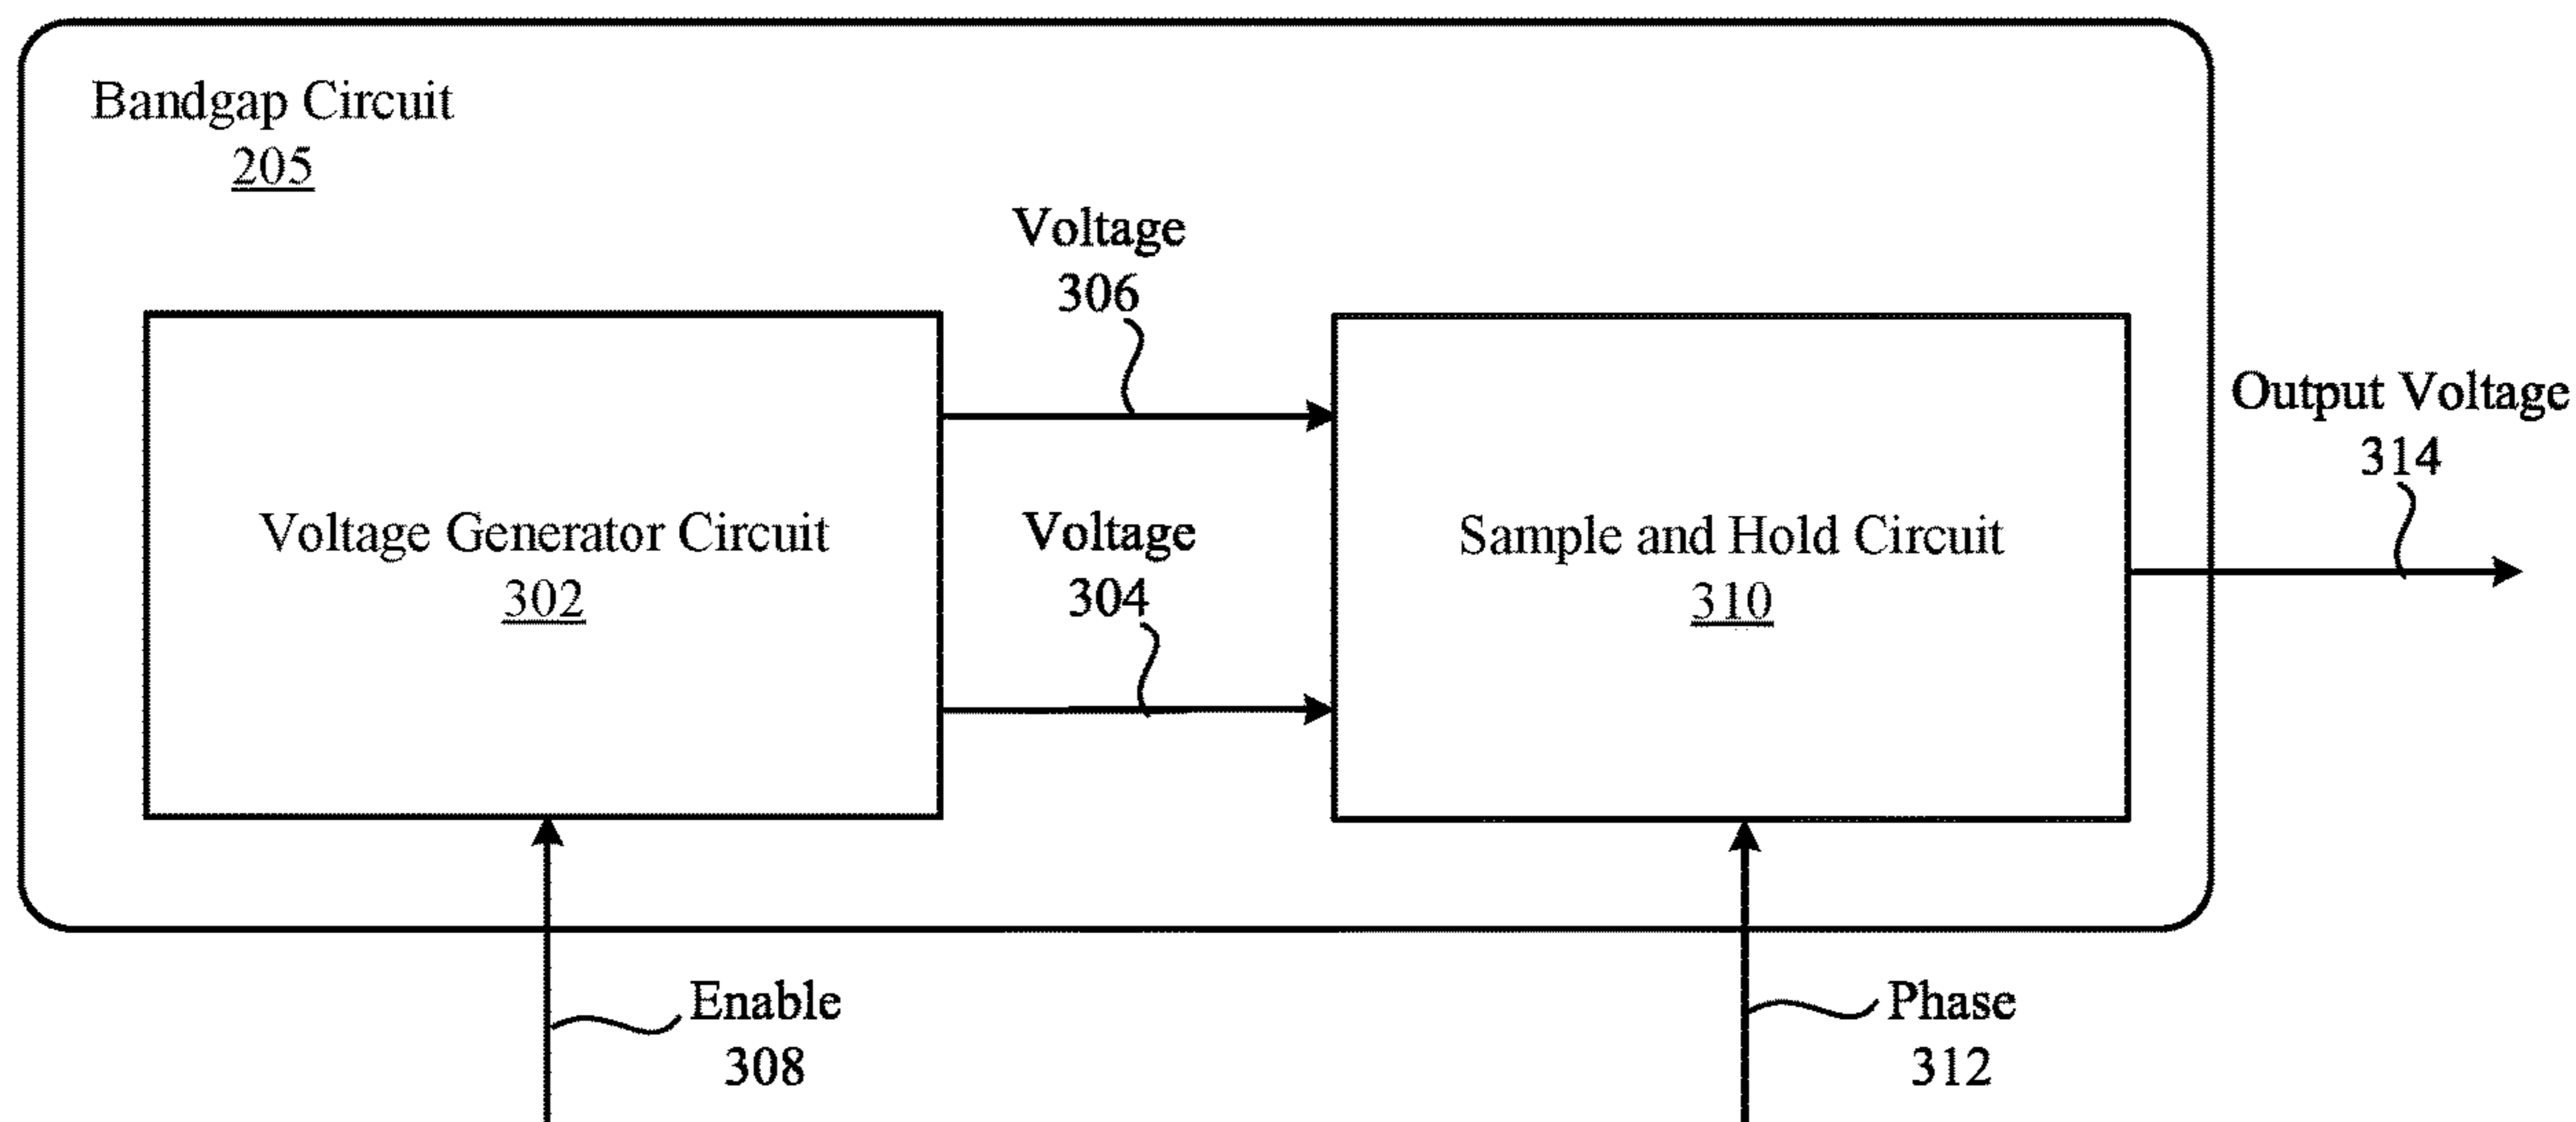 Bandgap Circuit
205
Voltage
306
Voltage Generator Circuit
302
Voltage
304
Sample and Hold Circuit
310
Output Voltage
314
Enable
308
Phase
312